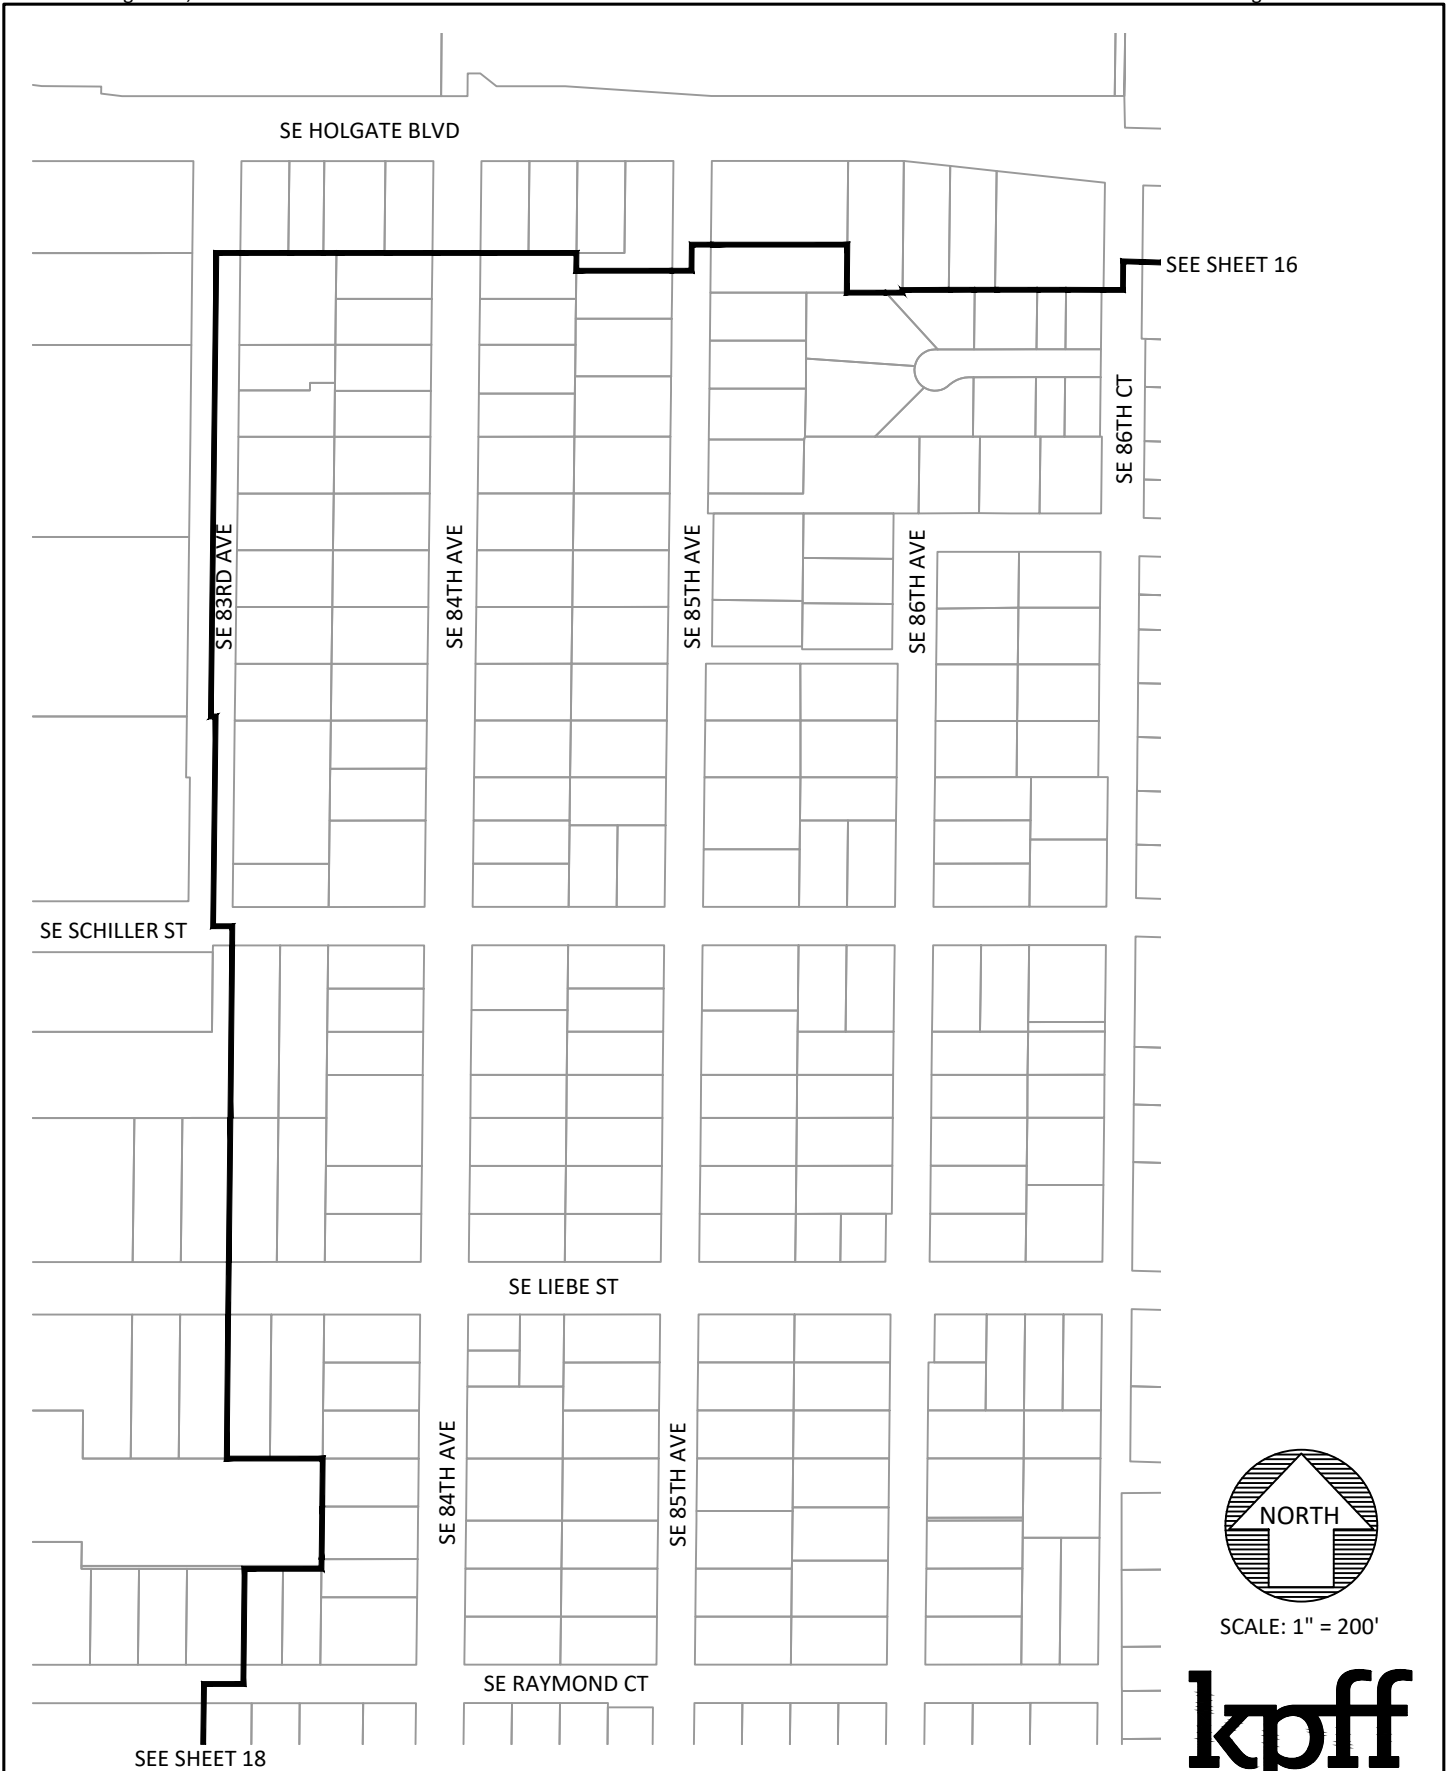 SE HOLGATE BLVD
SEE SHEET 16
SE 86TH CT
SE 83RD AVE
SE 84TH AVE
SE 85TH AVE
SE 86TH AVE
SE SCHILLER ST
SE LIEBE ST
SE 84TH AVE
SE 85TH AVE
NORTH
SCALE: 1" = 200'
SE RAYMOND CT
kpff
SEE SHEET 18